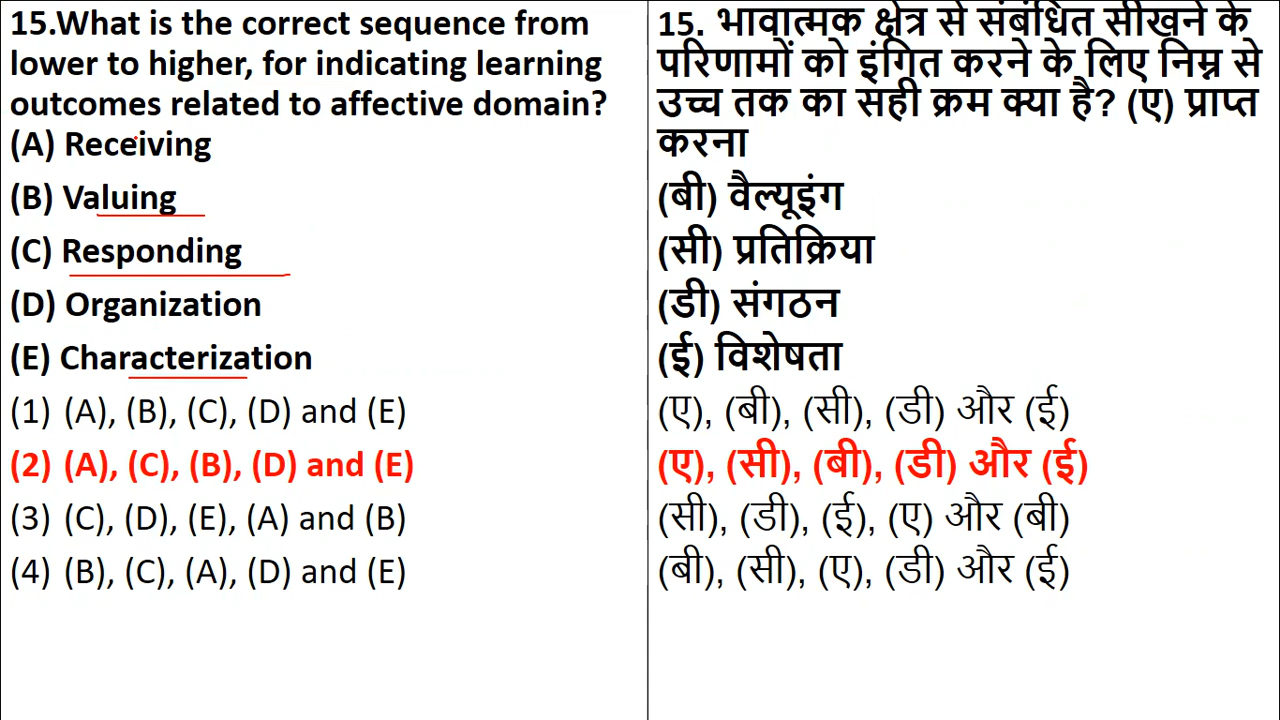 15.What is the correct sequence from
lower to higher, for indicating learning
outcomes related to affective domain?
(A) Receiving
(B) Valuing
(C) Responding
(D) Organization
(E) Characterization
(1) (A), (B), (C), (D) and (E)
(2) (A), (C), (B), (D) and (E)
(3) (C), (D), (E), (A) and (B)
(4) (B), (C), (A), (D) and (E)
15. भावात्मक क्षेत्र से संबंधित सीखने के
परिणामों को इंगित करने के लिए निम्न से
उच्च तक का सही क्रम क्या है? (ए) प्राप्त
करना
(बी) वैल्यूइंग
(सी) प्रतिक्रिया
(डी) संगठन
(ई) विशेषता
(ए), (बी), (सी), (डी) और (ई)
(ए), (सी), (बी), (डी) और (ई)
(सी), (डी), (ई), (ए) और (बी)
(बी), (सी), (ए), (डी) और (ई)